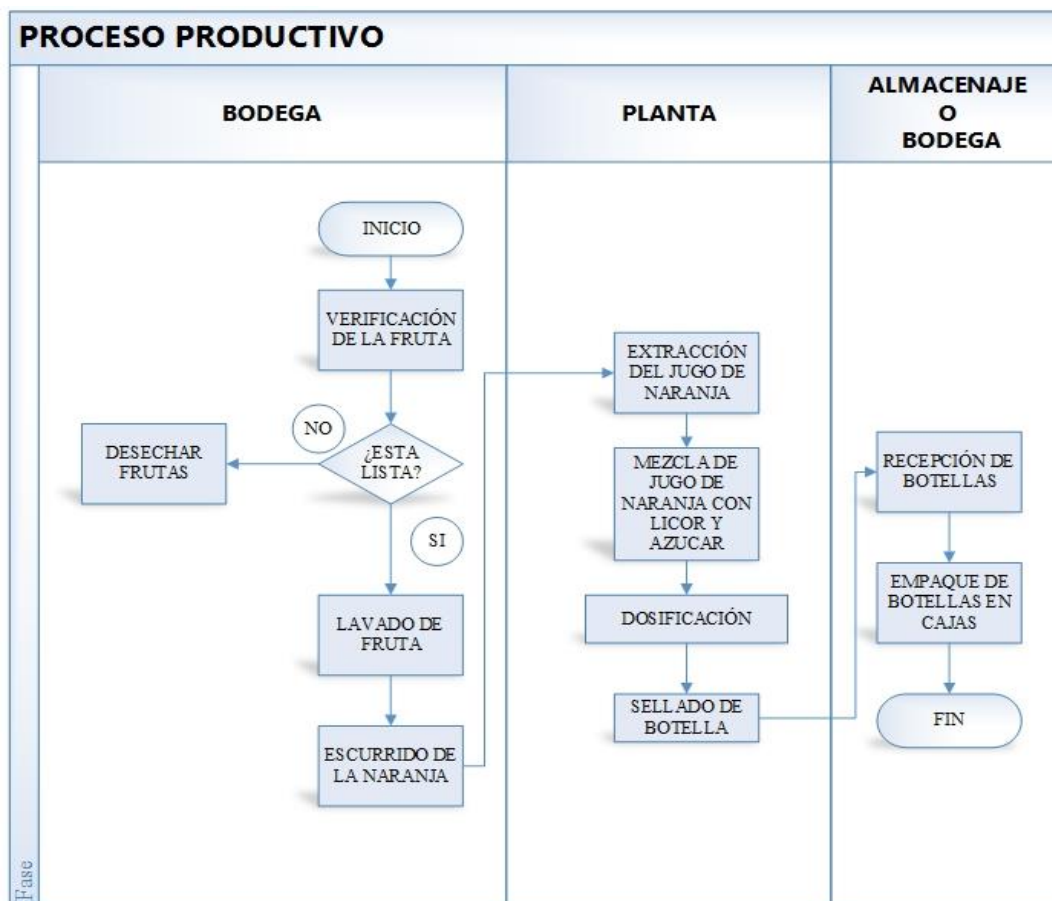 PROCESO PRODUCTIVO
BODEGA
PLANTA
ALMACENAJE
O
BODEGA
INICIO
VERIFICACIÓN
DE LA FRUTA
¿ESTA
LISTA?
NO
DESECHAR
FRUTAS
SI
LAVADO DE
FRUTA
ESCURRIDO DE
LA NARANJA
EXTRACCIÓN
DEL JUGO DE
NARANJA
MEZCLA DE
JUGO DE
NARANJA CON
LICOR Y
AZUCAR
DOSIFICACIÓN
SELLADO DE
BOTELLA
RECEPCIÓN DE
BOTELLAS
EMPAQUE DE
BOTELLAS EN
CAJAS
FIN
Fase